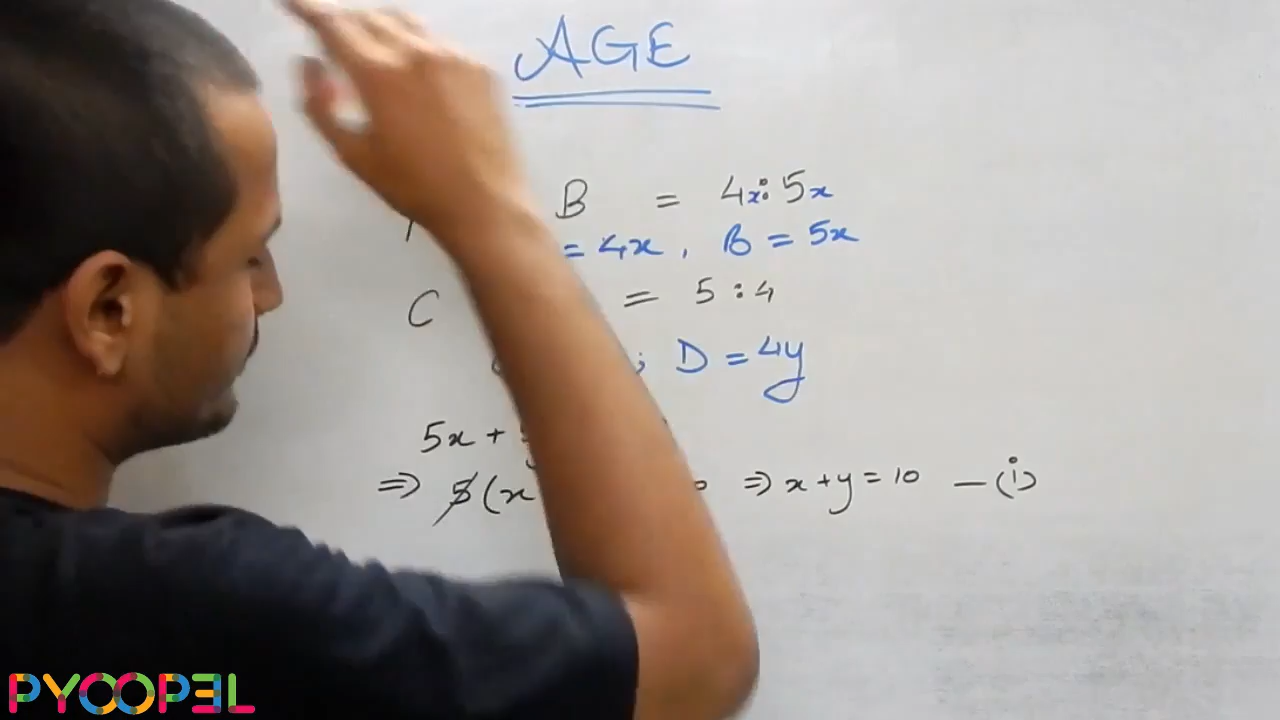 AGE
B = 4x : 5x
= 4x , B = 5x
C = 5 : 4
; D = 4y
5x +
⇒ 5(x ⇒ x + y = 10 — (i)
PYOOPEL